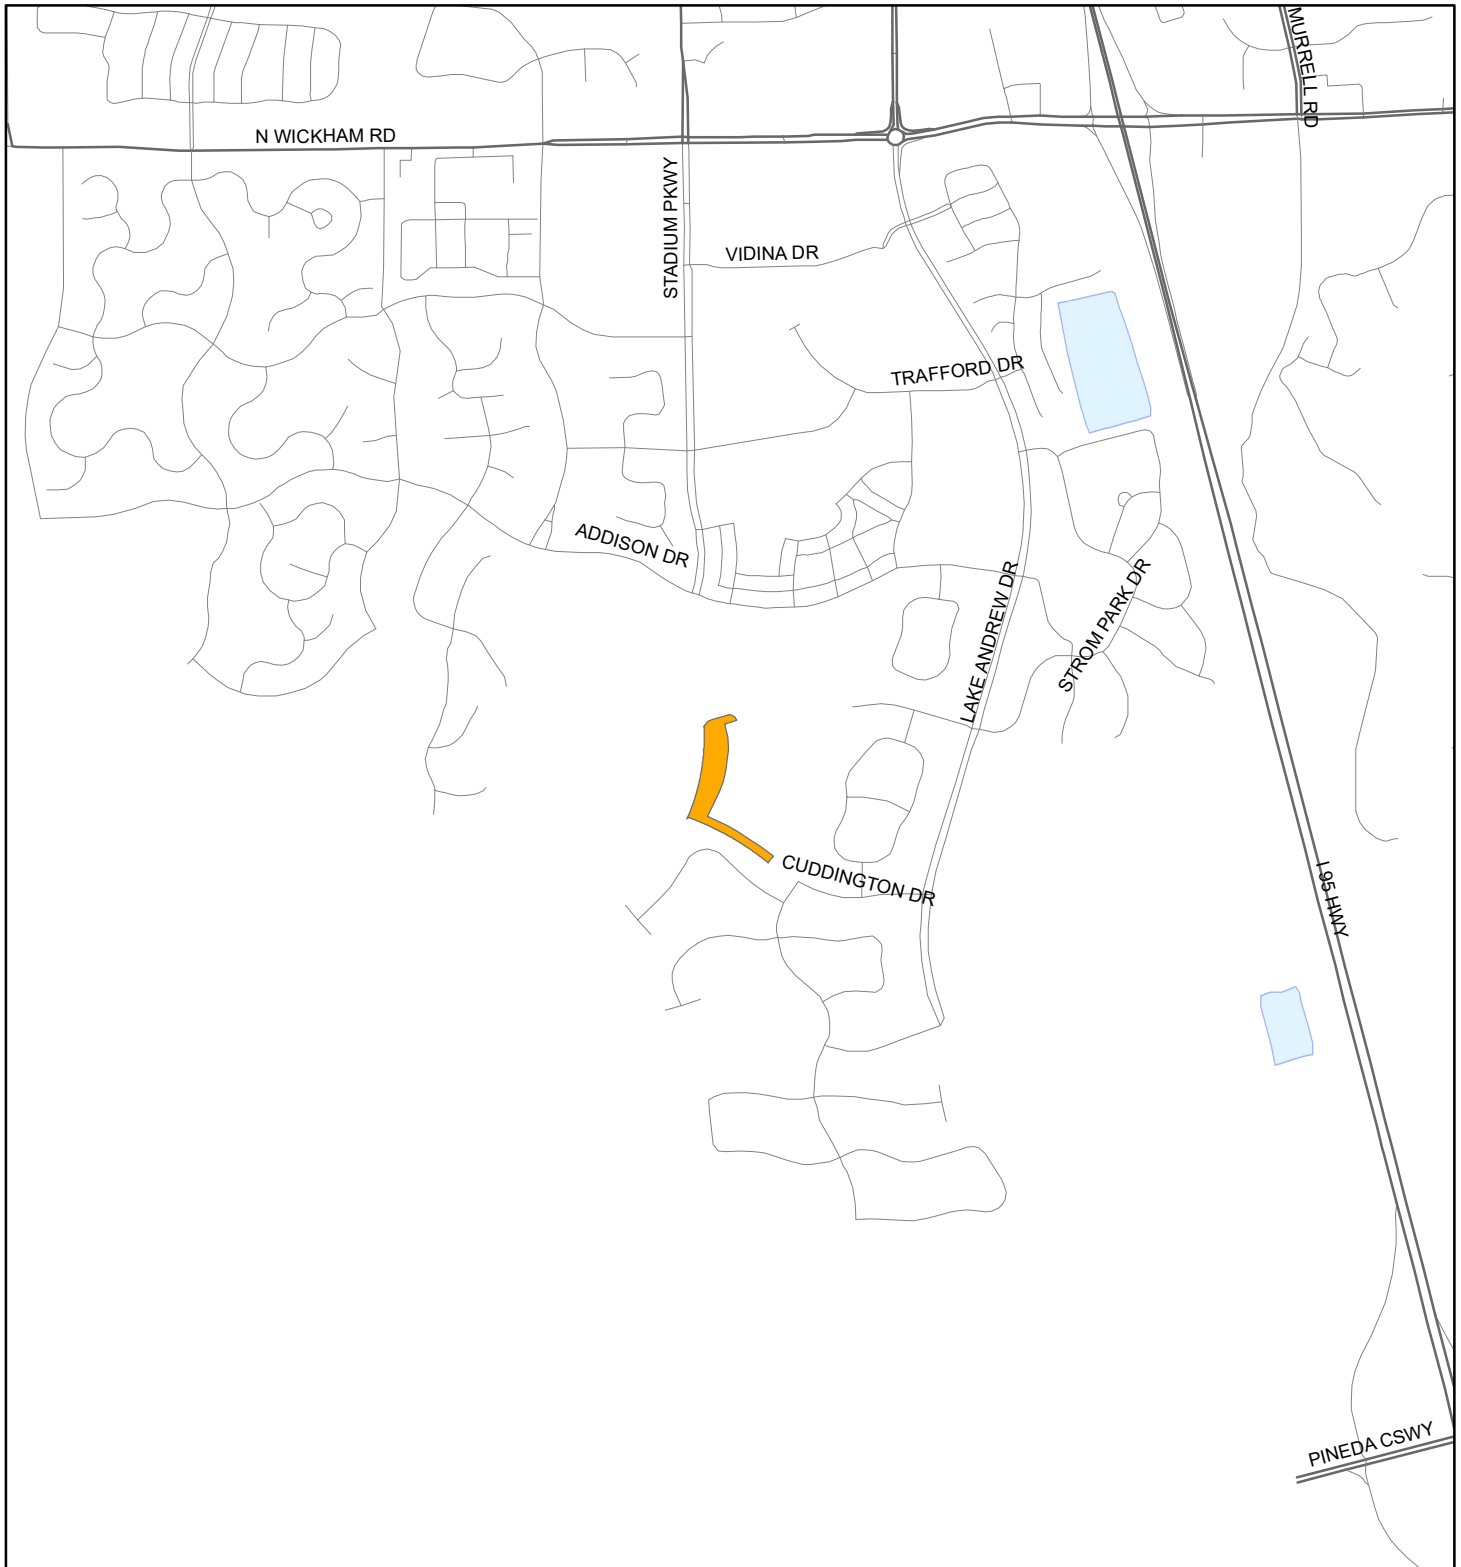 MURRELL RD
N WICKHAM RD
STADIUM PKWY
VIDINA DR
TRAFFORD DR
ADDISON DR
LAKE ANDREW DR
STROM PARK DR
CUDDINGTON DR
I 95 HWY
PINEDA CSWY